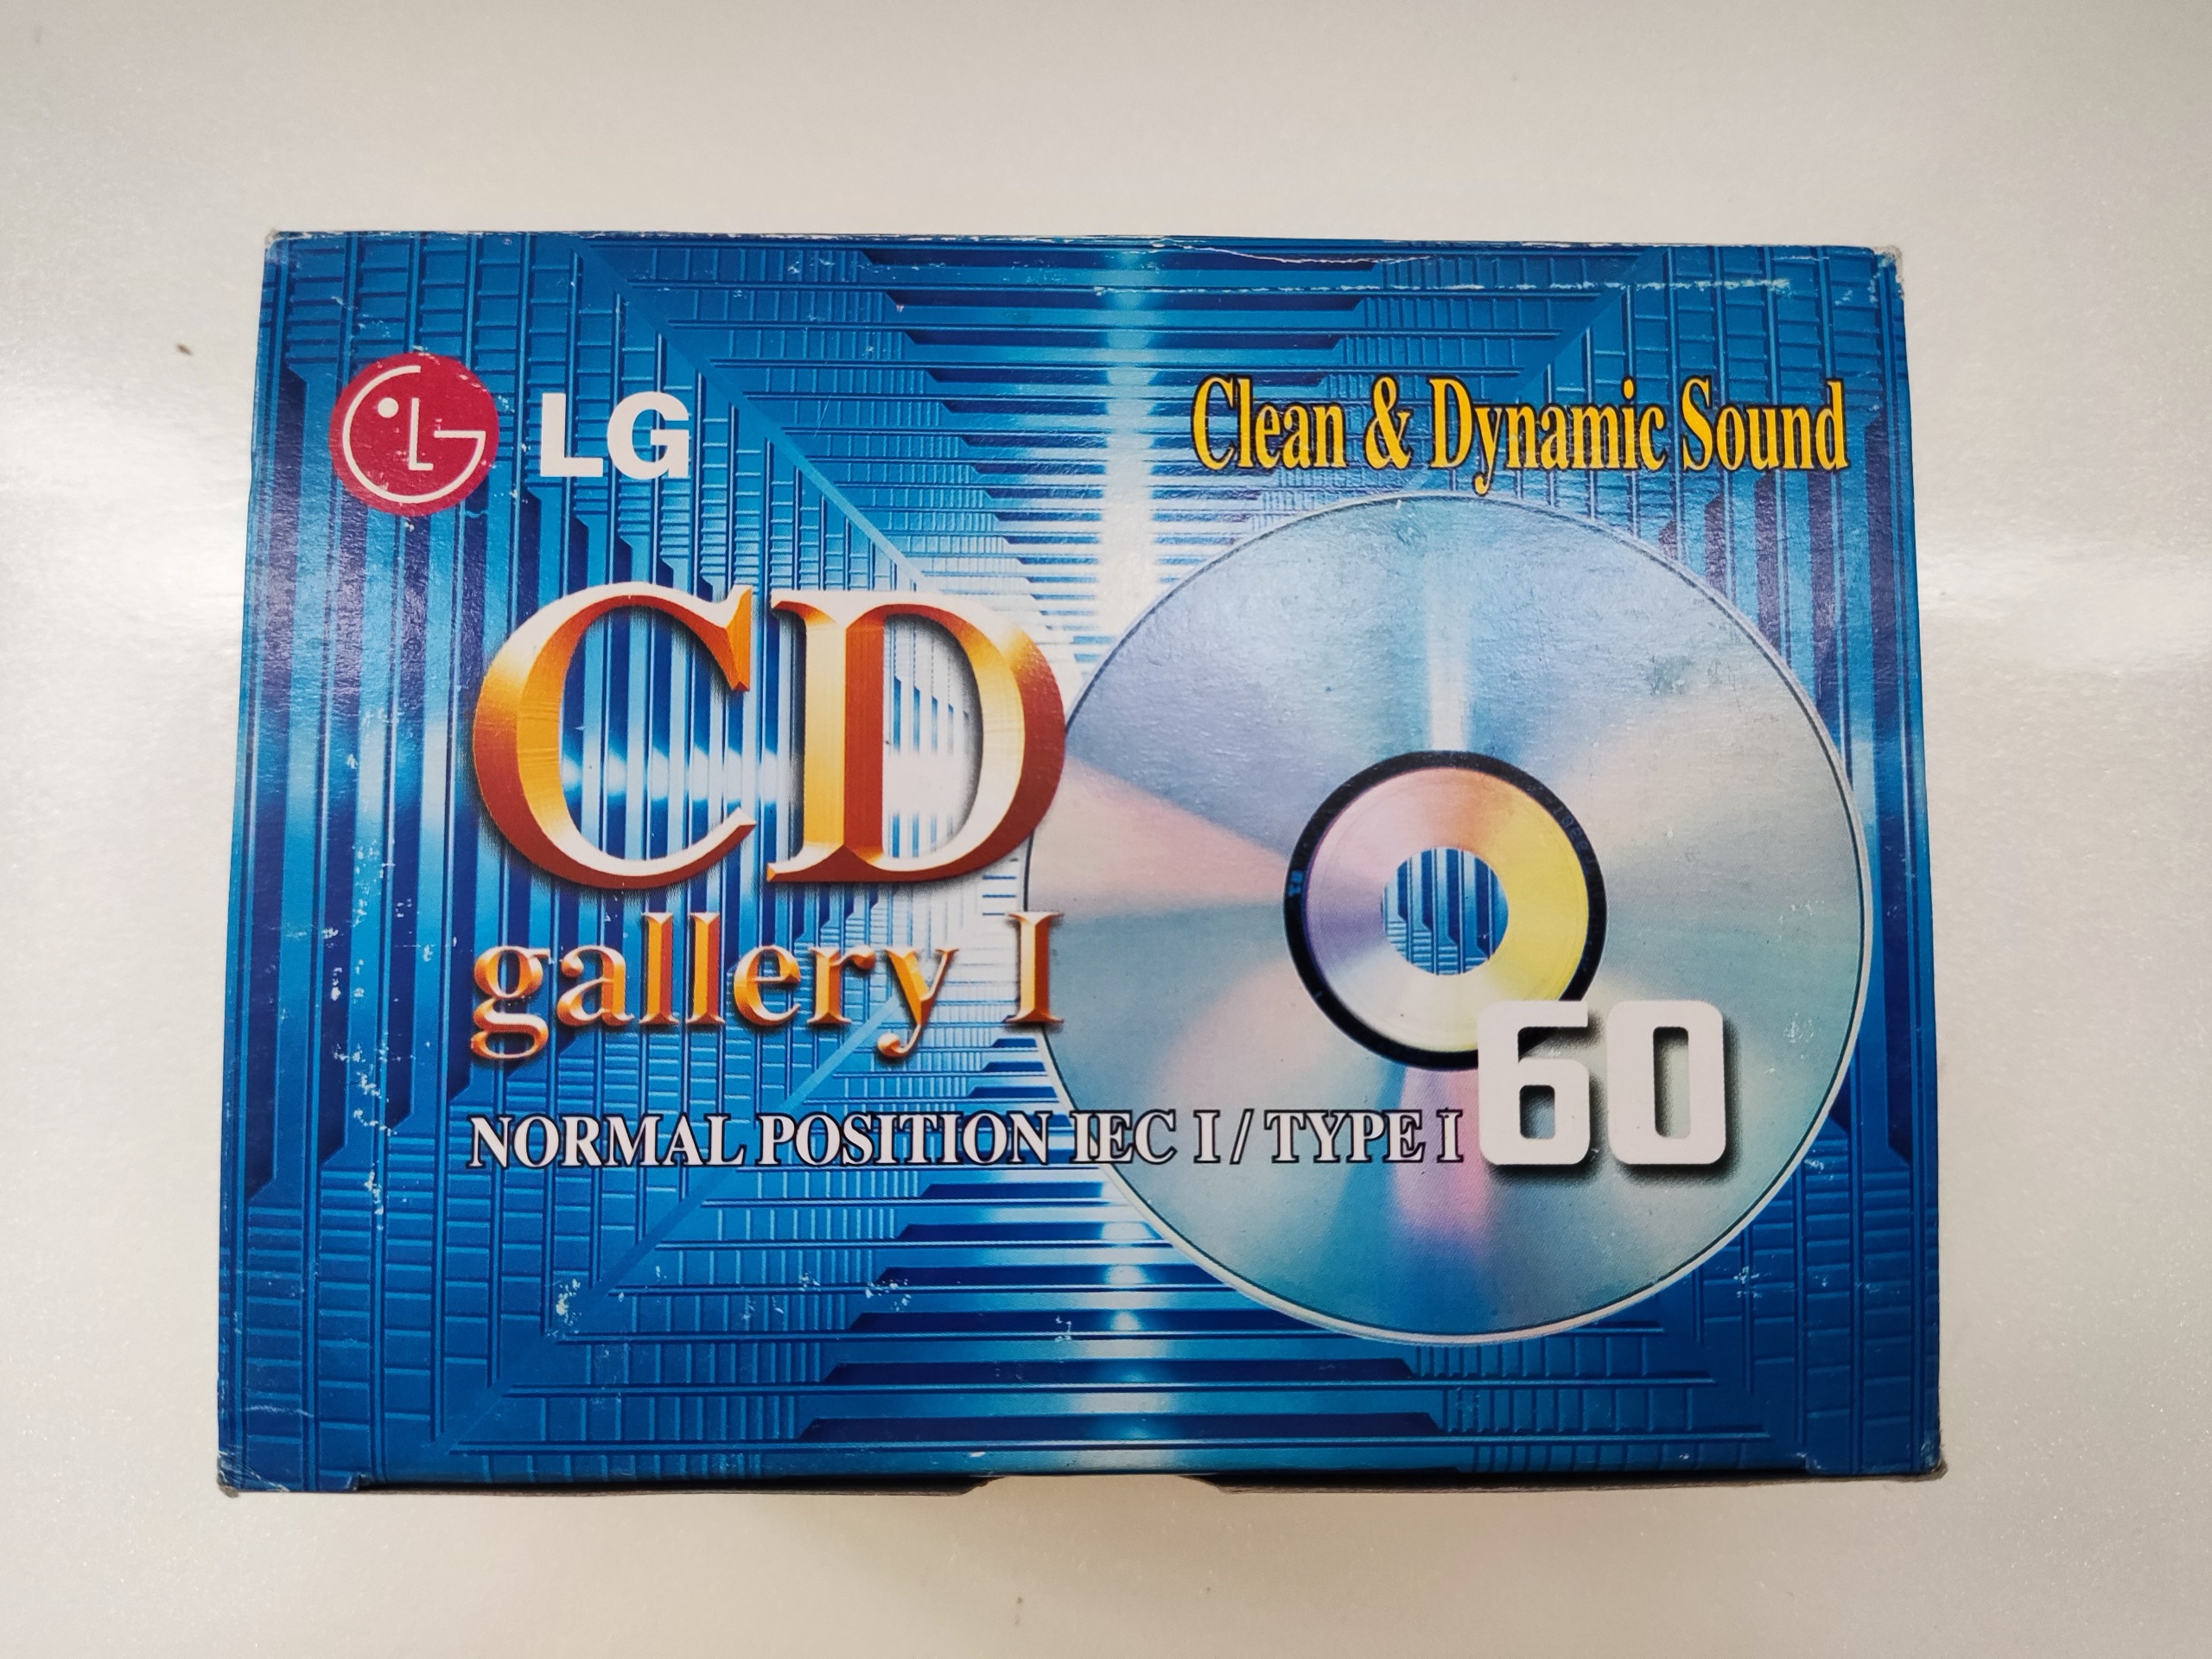 LG
Clean & Dynamic Sound
CD
gallery I
NORMAL POSITION IEC I / TYPE I
60